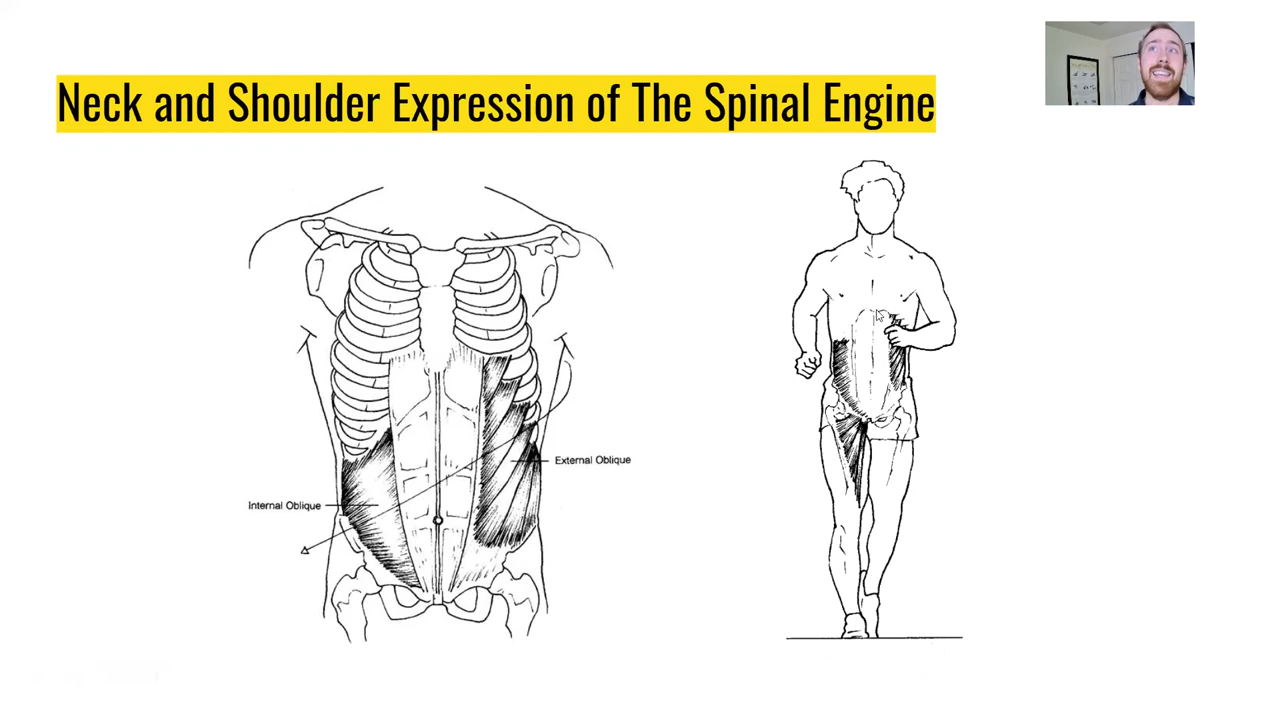 Neck and Shoulder Expression of The Spinal Engine
External Oblique
Internal Oblique